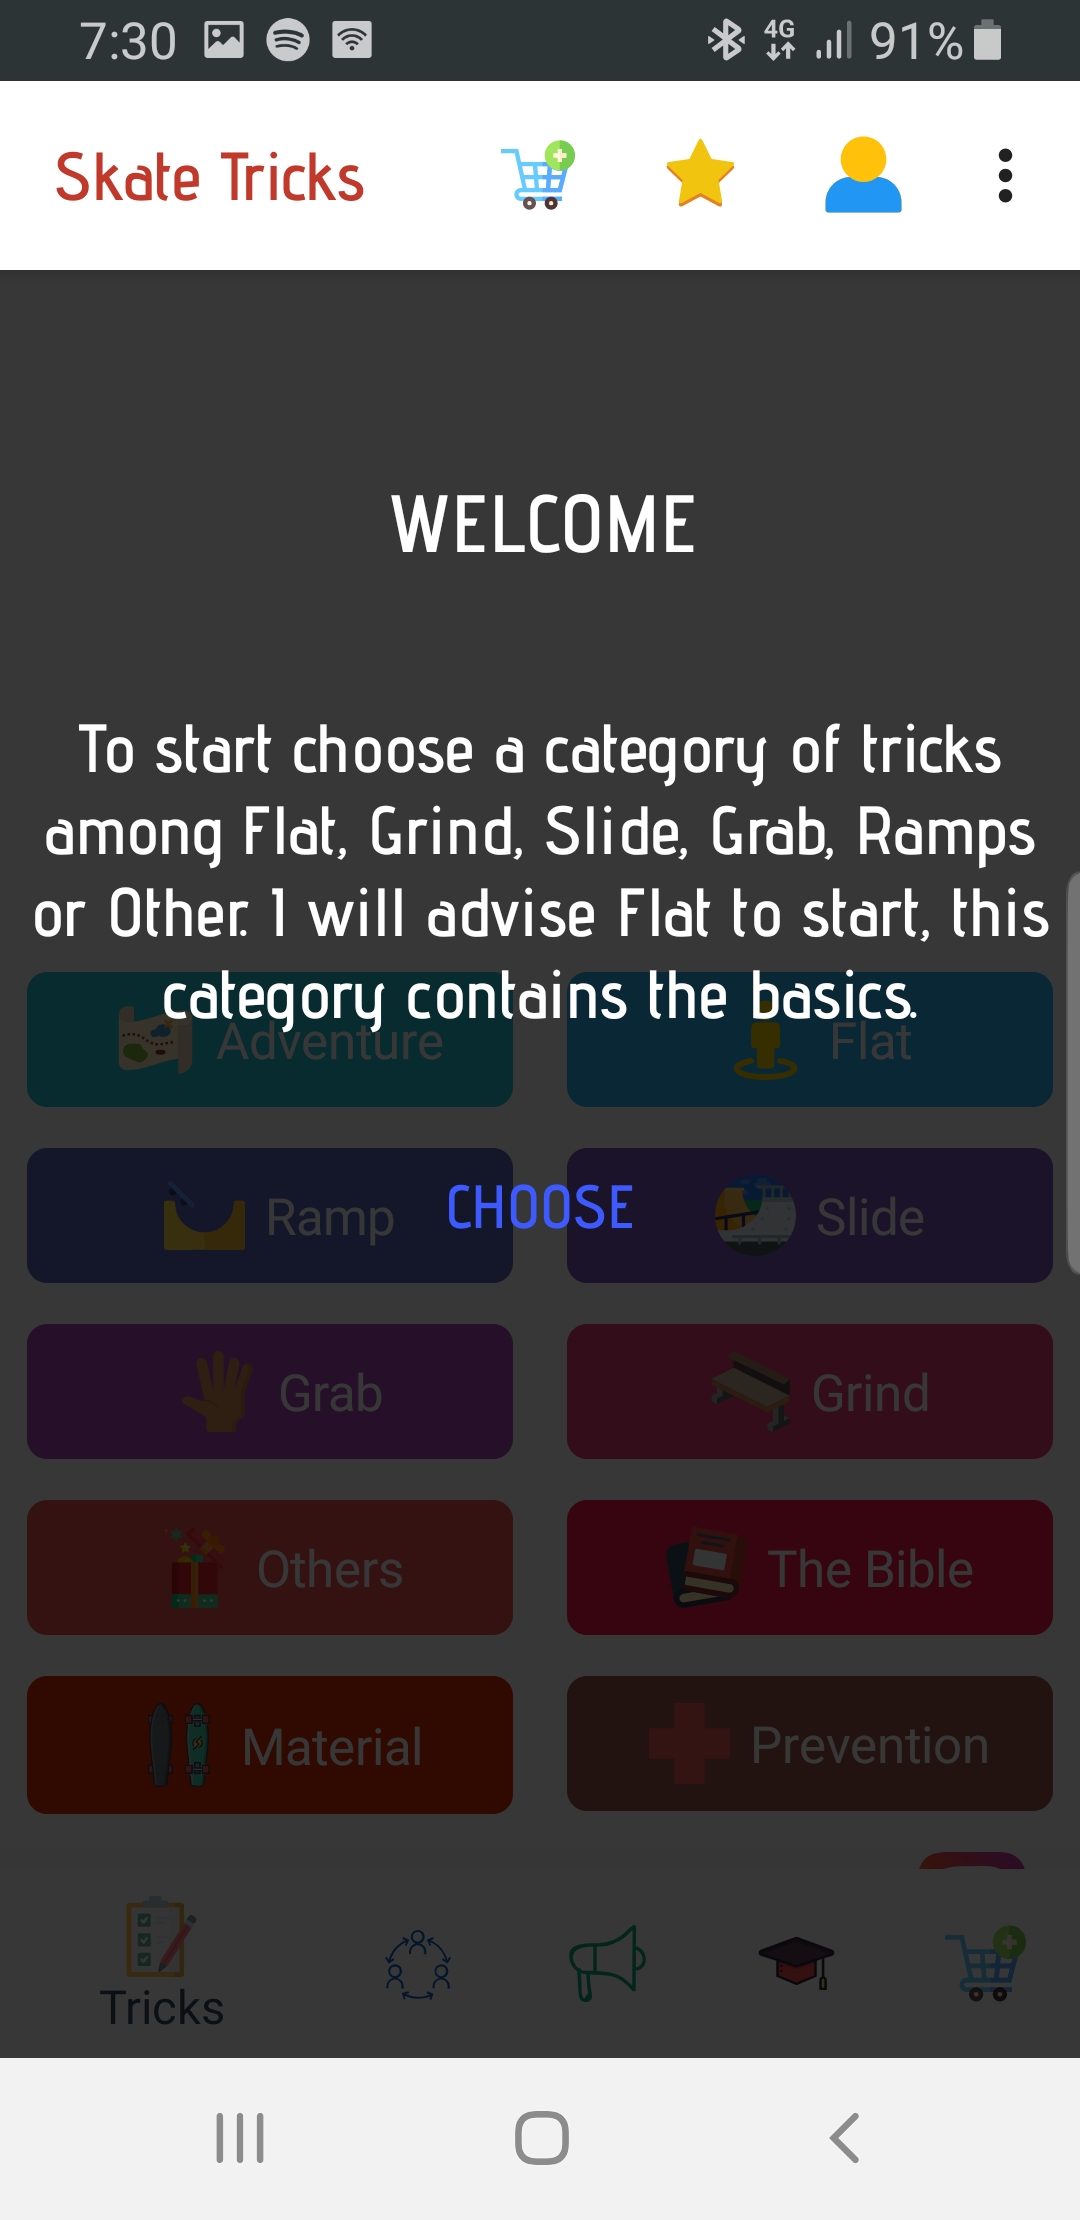 7:30
4G
91%
Skate Tricks
WELCOME
To start choose a category of tricks
among Flat, Grind, Slide, Grab, Ramps
or Other. I will advise Flat to start, this
category contains the basics.
Adventure
Flat
Ramp
CHOOSE
Slide
Grab
Grind
Others
The Bible
Material
Prevention
Tricks